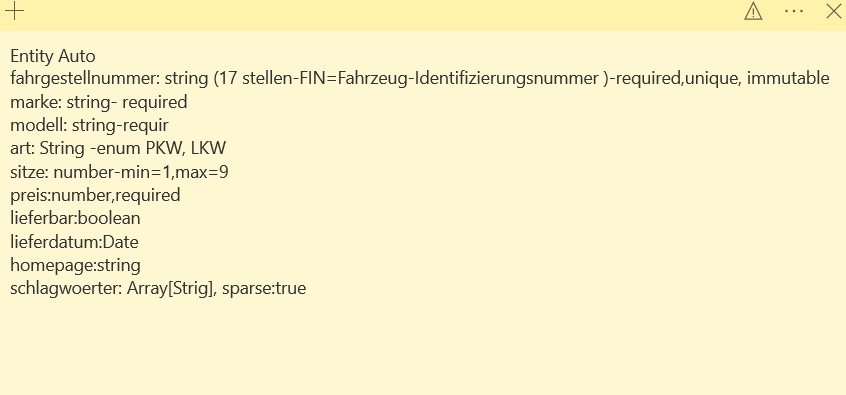 Entity Auto
fahrgestellnummer: string (17 stellen-FIN=Fahrzeug-Identifizierungsnummer )-required,unique, immutable
marke: string- required
modell: string-requir
art: String -enum PKW, LKW
sitze: number-min=1,max=9
preis:number,required
lieferbar:boolean
lieferdatum:Date
homepage:string
schlagwoerter: Array[Strig], sparse:true